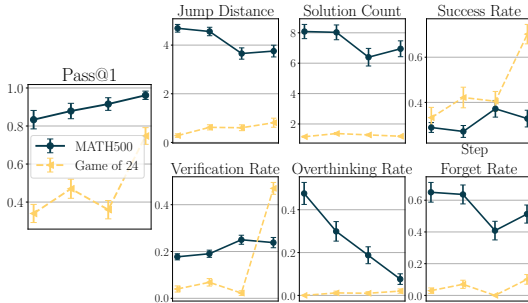 Pass@1
1.0
0.8
0.6
0.4
MATH500
Game of 24
Jump Distance
4
2
0
Solution Count
8
6
4
2
Success Rate
0.6
0.4
Step
Verification Rate
0.4
0.2
0.0
Overthinking Rate
0.4
0.2
0.0
Forget Rate
0.6
0.4
0.2
0.0